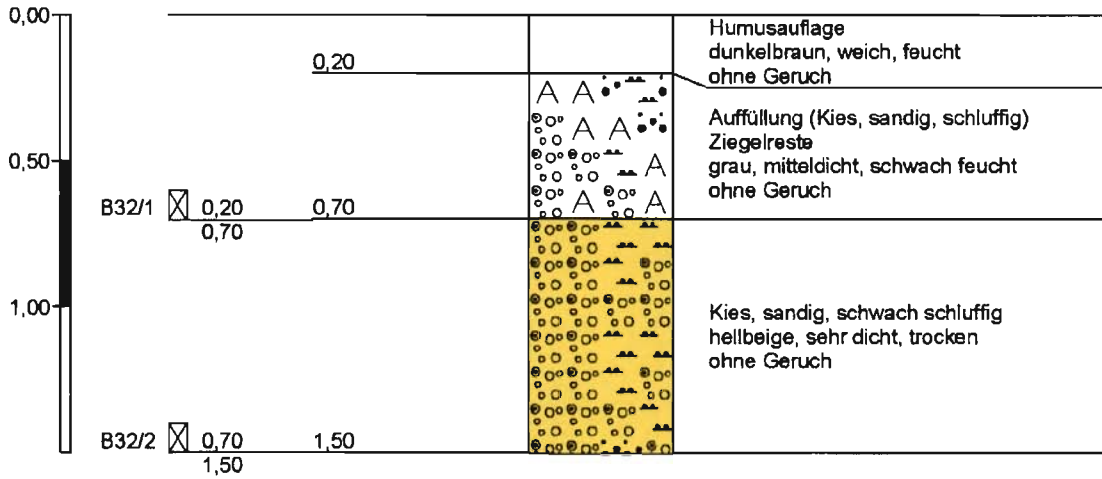 0,00
Humusauflage
dunkelbraun, weich, feucht
ohne Geruch
0,20
Auffüllung (Kies, sandig, schluffig)
Ziegelreste
grau, mitteldicht, schwach feucht
ohne Geruch
A A
A A
A
A A
0,50
B32/1 0,20 0,70
0,70
1,00
Kies, sandig, schwach schluffig
hellbeige, sehr dicht, trocken
ohne Geruch
B32/2 0,70 1,50
1,50